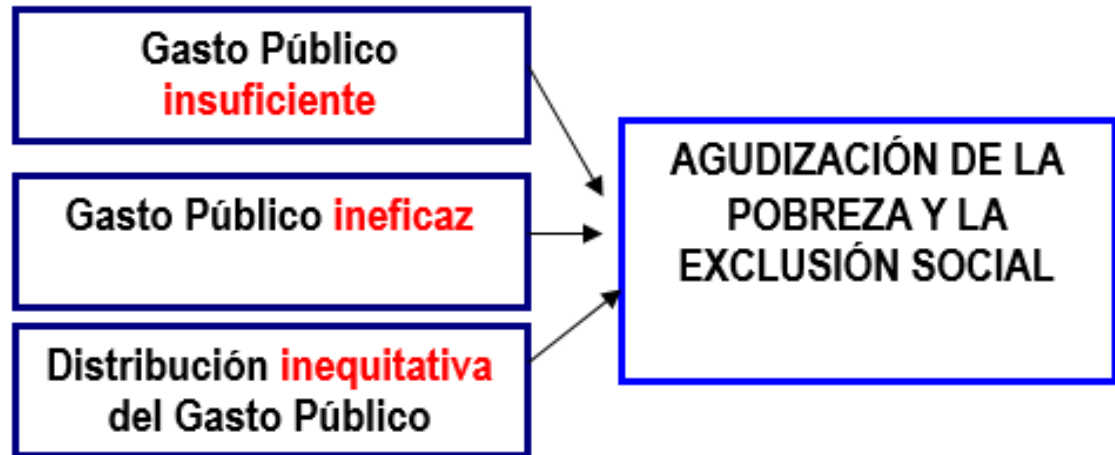 Gasto Público
insuficiente
Gasto Público ineficaz
Distribución inequitativa
del Gasto Público
AGUDIZACIÓN DE LA
POBREZA Y LA
EXCLUSIÓN SOCIAL